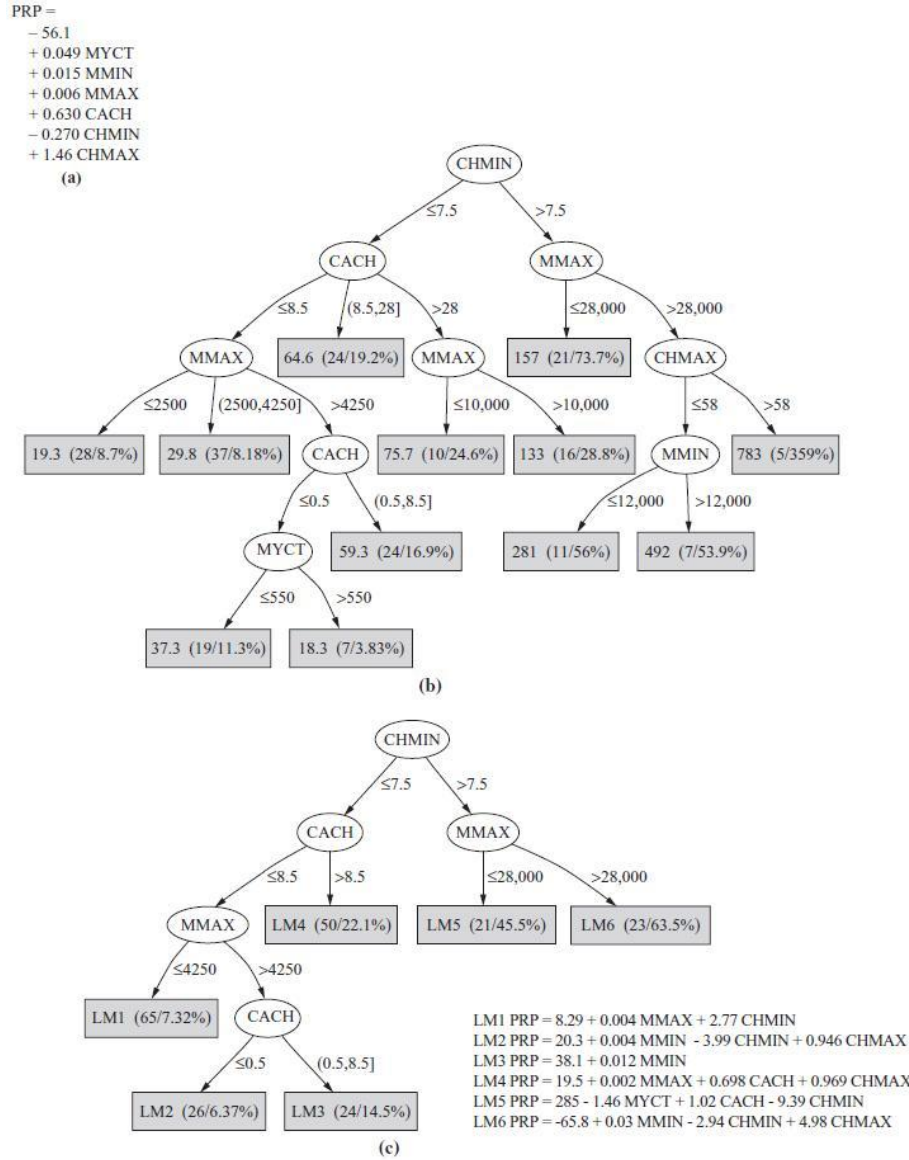 PRP =
– 56.1
+ 0.049 MYCT
+ 0.015 MMIN
+ 0.006 MMAX
+ 0.630 CACH
– 0.270 CHMIN
+ 1.46 CHMAX
(a)
CHMIN
≤7.5 >7.5
CACH MMAX
≤8.5 (8.5,28] >28 ≤28,000 >28,000
MMAX 64.6 (24/19.2%) MMAX 157 (21/73.7%) CHMAX
≤2500 (2500,4250] >4250 ≤10,000 >10,000 ≤58 >58
19.3 (28/8.7%) 29.8 (37/8.18%) CACH 75.7 (10/24.6%) 133 (16/28.8%) MMIN 783 (5/359%)
≤0.5 (0.5,8.5] ≤12,000 >12,000
MYCT 59.3 (24/16.9%) 281 (11/56%) 492 (7/53.9%)
≤550 >550
37.3 (19/11.3%) 18.3 (7/3.83%)
(b)
CHMIN
≤7.5 >7.5
CACH MMAX
≤8.5 >8.5 ≤28,000 >28,000
MMAX LM4 (50/22.1%) LM5 (21/45.5%) LM6 (23/63.5%)
≤4250 >4250
LM1 (65/7.32%) CACH
≤0.5 (0.5,8.5]
LM2 (26/6.37%) LM3 (24/14.5%)
LM1 PRP = 8.29 + 0.004 MMAX + 2.77 CHMIN
LM2 PRP = 20.3 + 0.004 MMIN - 3.99 CHMIN + 0.946 CHMAX
LM3 PRP = 38.1 + 0.012 MMIN
LM4 PRP = 19.5 + 0.002 MMAX + 0.698 CACH + 0.969 CHMAX
LM5 PRP = 285 - 1.46 MYCT + 1.02 CACH - 9.39 CHMIN
LM6 PRP = -65.8 + 0.03 MMIN - 2.94 CHMIN + 4.98 CHMAX
(c)